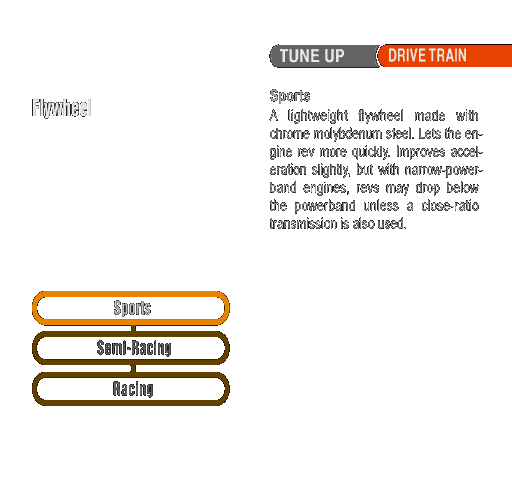 TUNE UP DRIVE TRAIN
Flywheel
Sports
A lightweight flywheel made with
chrome molybdenum steel. Lets the en-
gine rev more quickly. Improves accel-
eration slightly, but with narrow-power-
band engines, revs may drop below
the powerband unless a close-ratio
transmission is also used.
Sports
Semi-Racing
Racing